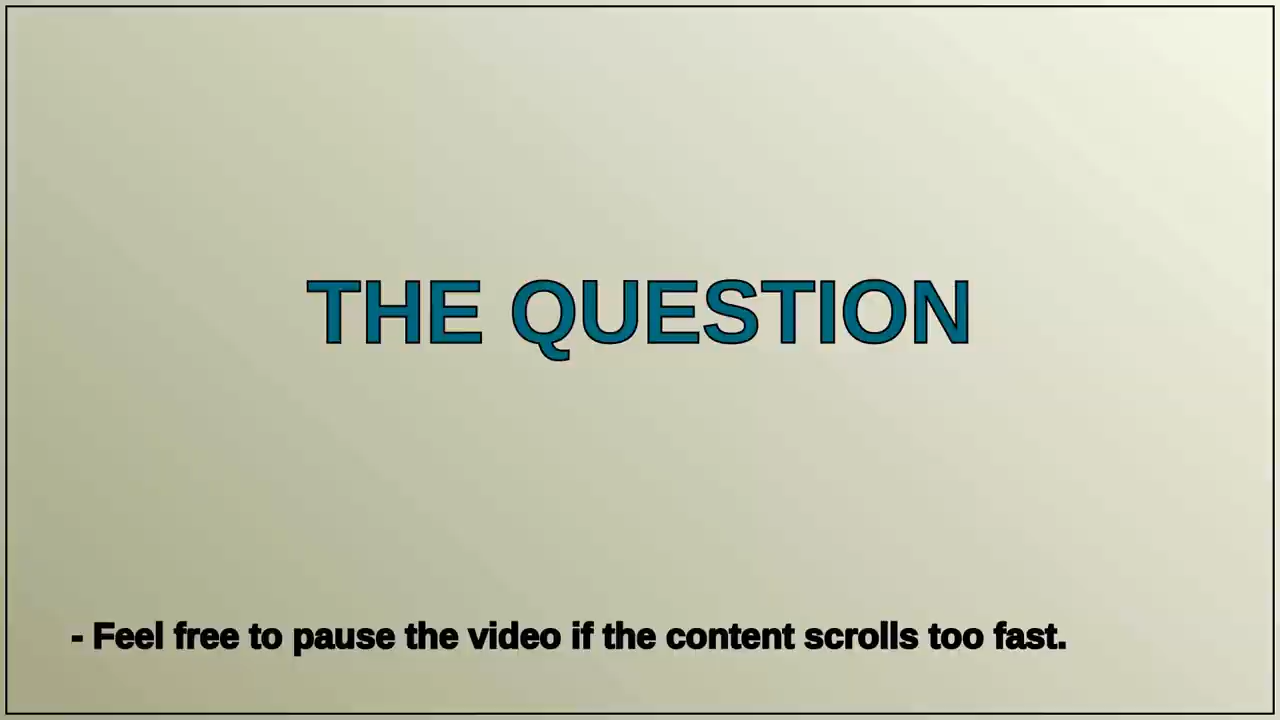 THE QUESTION
- Feel free to pause the video if the content scrolls too fast.